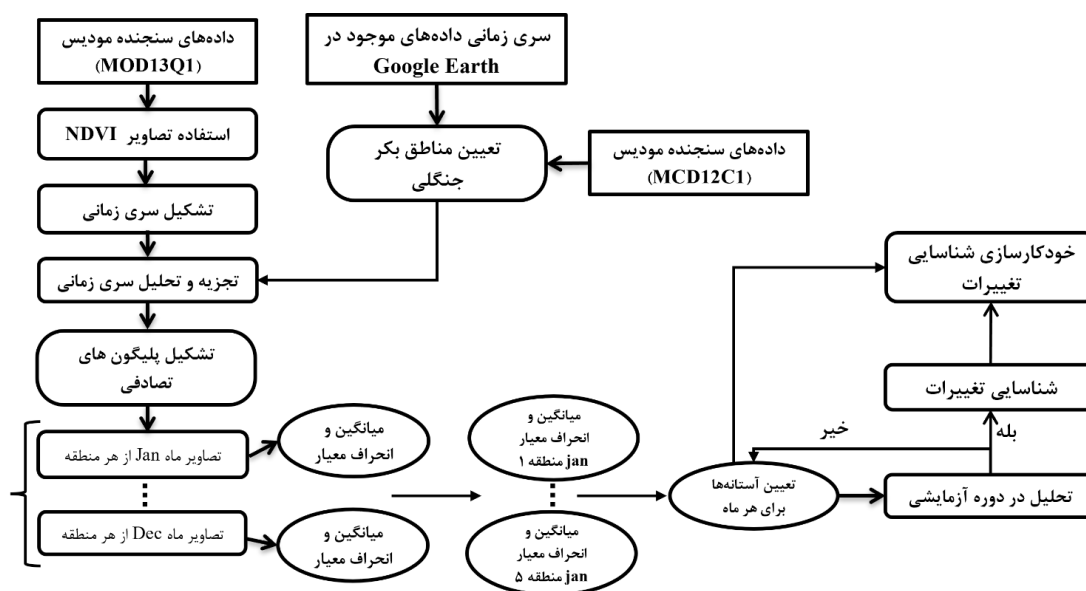 داده‌های سنجنده مودیس
(MOD13Q1)
سری زمانی داده‌های موجود در
Google Earth
استفاده تصاویر NDVI
تعیین مناطق بکر
جنگلی
داده‌های سنجنده مودیس
(MCD12C1)
تشکیل سری زمانی
تجزیه و تحلیل سری زمانی
خودکارسازی شناسایی
تغییرات
تشکیل پلیگون های
تصادفی
شناسایی تغییرات
بله
خیر
تصاویر ماه Jan از هر منطقه
میانگین و
انحراف معیار
میانگین و
انحراف معیار
jan منطقه ۱
تعیین آستانه‌ها
برای هر ماه
تحلیل در دوره آزمایشی
تصاویر ماه Dec از هر منطقه
میانگین و
انحراف معیار
میانگین و
انحراف معیار
jan منطقه ۵